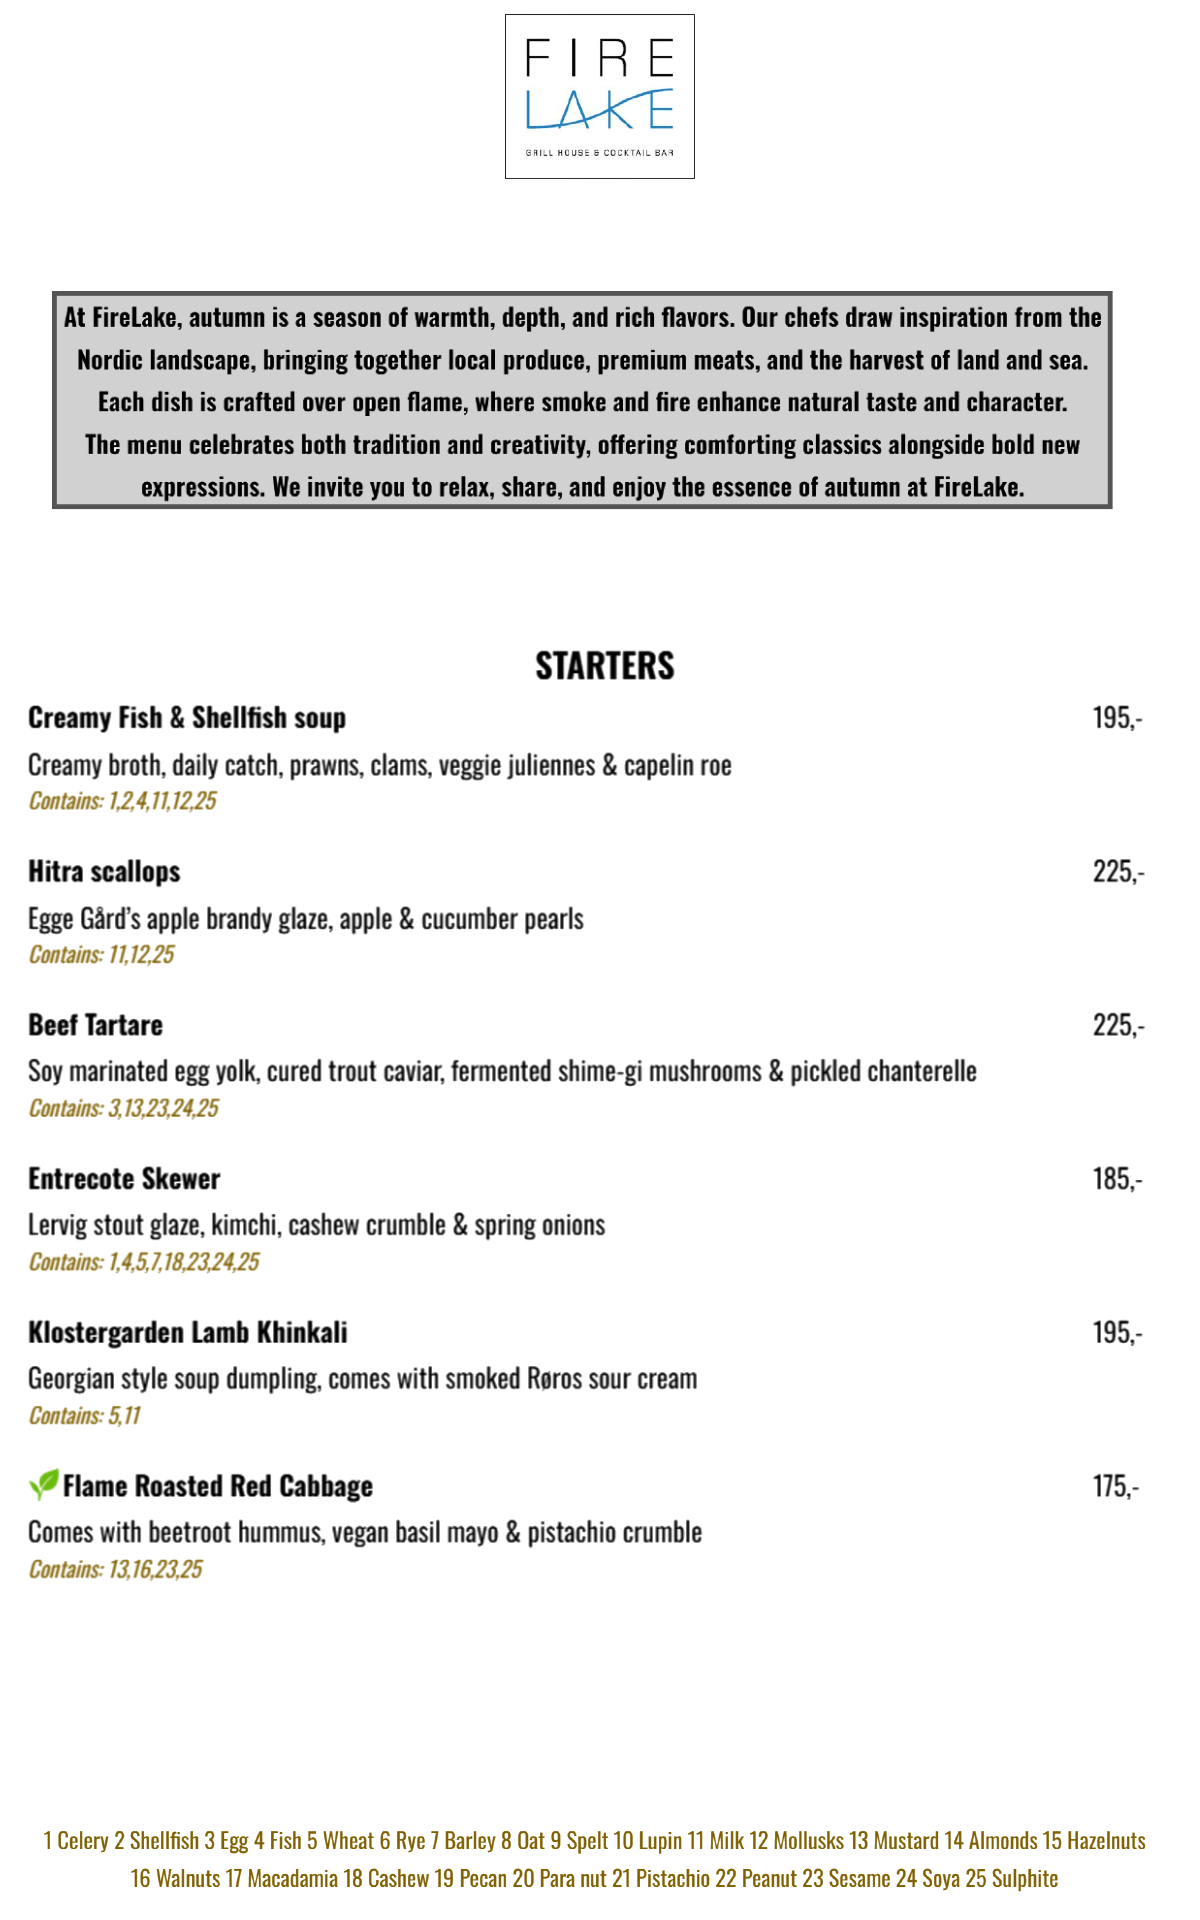 FIRE
LAKE
GRILL HOUSE & COCKTAIL BAR
At FireLake, autumn is a season of warmth, depth, and rich flavors. Our chefs draw inspiration from the
Nordic landscape, bringing together local produce, premium meats, and the harvest of land and sea.
Each dish is crafted over open flame, where smoke and fire enhance natural taste and character.
The menu celebrates both tradition and creativity, offering comforting classics alongside bold new
expressions. We invite you to relax, share, and enjoy the essence of autumn at FireLake.
STARTERS
Creamy Fish & Shellfish soup 195,-
Creamy broth, daily catch, prawns, clams, veggie juliennes & capelin roe
Contains: 1,2,4,11,12,25
Hitra scallops 225,-
Egge Gård's apple brandy glaze, apple & cucumber pearls
Contains: 11,12,25
Beef Tartare 225,-
Soy marinated egg yolk, cured trout caviar, fermented shime-gi mushrooms & pickled chanterelle
Contains: 3,13,23,24,25
Entrecote Skewer 185,-
Lervig stout glaze, kimchi, cashew crumble & spring onions
Contains: 1,4,5,7,18,23,24,25
Klostergarden Lamb Khinkali 195,-
Georgian style soup dumpling, comes with smoked Røros sour cream
Contains: 5,11
Flame Roasted Red Cabbage 175,-
Comes with beetroot hummus, vegan basil mayo & pistachio crumble
Contains: 13,16,23,25
1 Celery 2 Shellfish 3 Egg 4 Fish 5 Wheat 6 Rye 7 Barley 8 Oat 9 Spelt 10 Lupin 11 Milk 12 Mollusks 13 Mustard 14 Almonds 15 Hazelnuts
16 Walnuts 17 Macadamia 18 Cashew 19 Pecan 20 Para nut 21 Pistachio 22 Peanut 23 Sesame 24 Soya 25 Sulphite